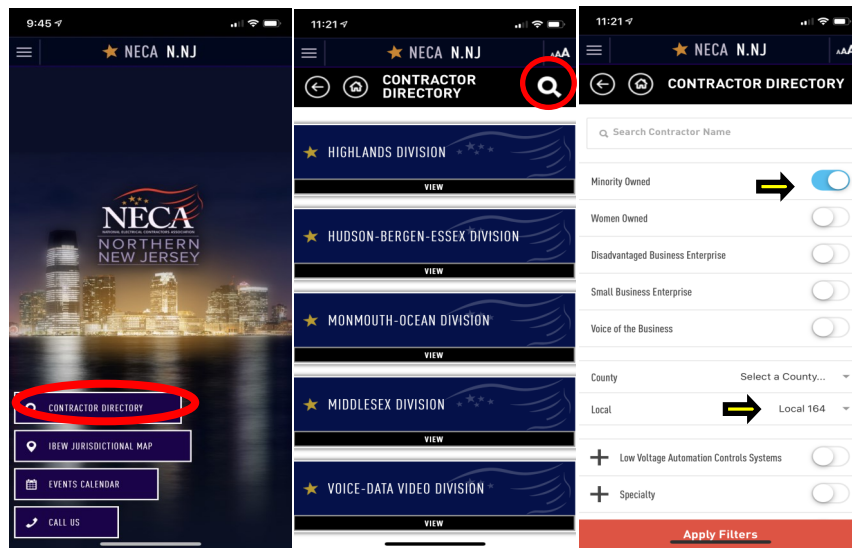 9:45
NECA N.NJ
NECA
NATIONAL ELECTRICAL CONTRACTORS ASSOCIATION
NORTHERN
NEW JERSEY
CONTRACTOR DIRECTORY
IBEW JURISDICTIONAL MAP
EVENTS CALENDAR
CALL US
11:21
NECA N.NJ
AAA
CONTRACTOR
DIRECTORY
HIGHLANDS DIVISION
VIEW
HUDSON-BERGEN-ESSEX DIVISION
VIEW
MONMOUTH-OCEAN DIVISION
VIEW
MIDDLESEX DIVISION
VIEW
VOICE-DATA VIDEO DIVISION
VIEW
11:21
NECA N.NJ
AAA
CONTRACTOR DIRECTORY
Search Contractor Name
Minority Owned
Women Owned
Disadvantaged Business Enterprise
Small Business Enterprise
Voice of the Business
County Select a County...
Local Local 164
Low Voltage Automation Controls Systems
Specialty
Apply Filters